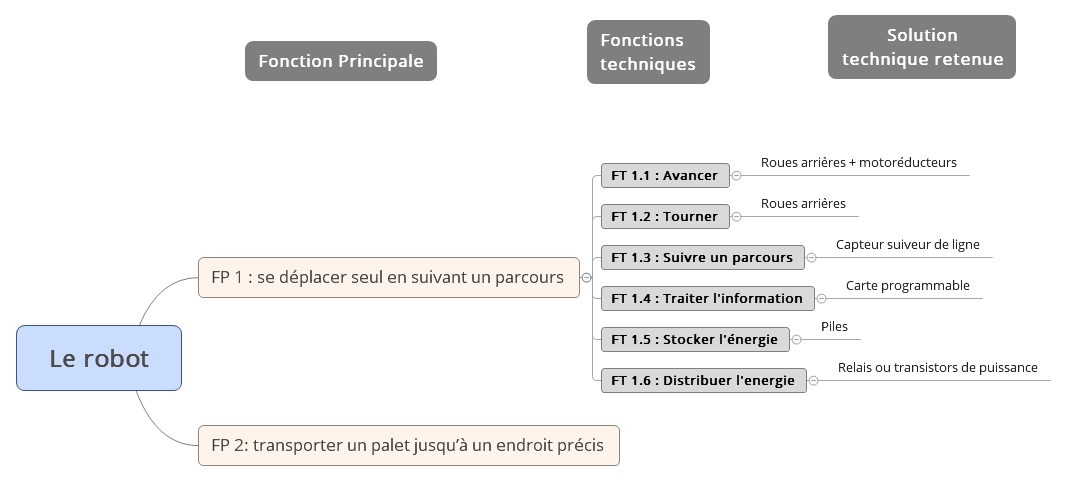 Fonction Principale
Fonctions
techniques
Solution
technique retenue
Le robot
FP 1 : se déplacer seul en suivant un parcours
FT 1.1 : Avancer
Roues arrières + motoréducteurs
FT 1.2 : Tourner
Roues arrières
FT 1.3 : Suivre un parcours
Capteur suiveur de ligne
FT 1.4 : Traiter l'information
Carte programmable
FT 1.5 : Stocker l'énergie
Piles
FT 1.6 : Distribuer l'energie
Relais ou transistors de puissance
FP 2: transporter un palet jusqu’à un endroit précis